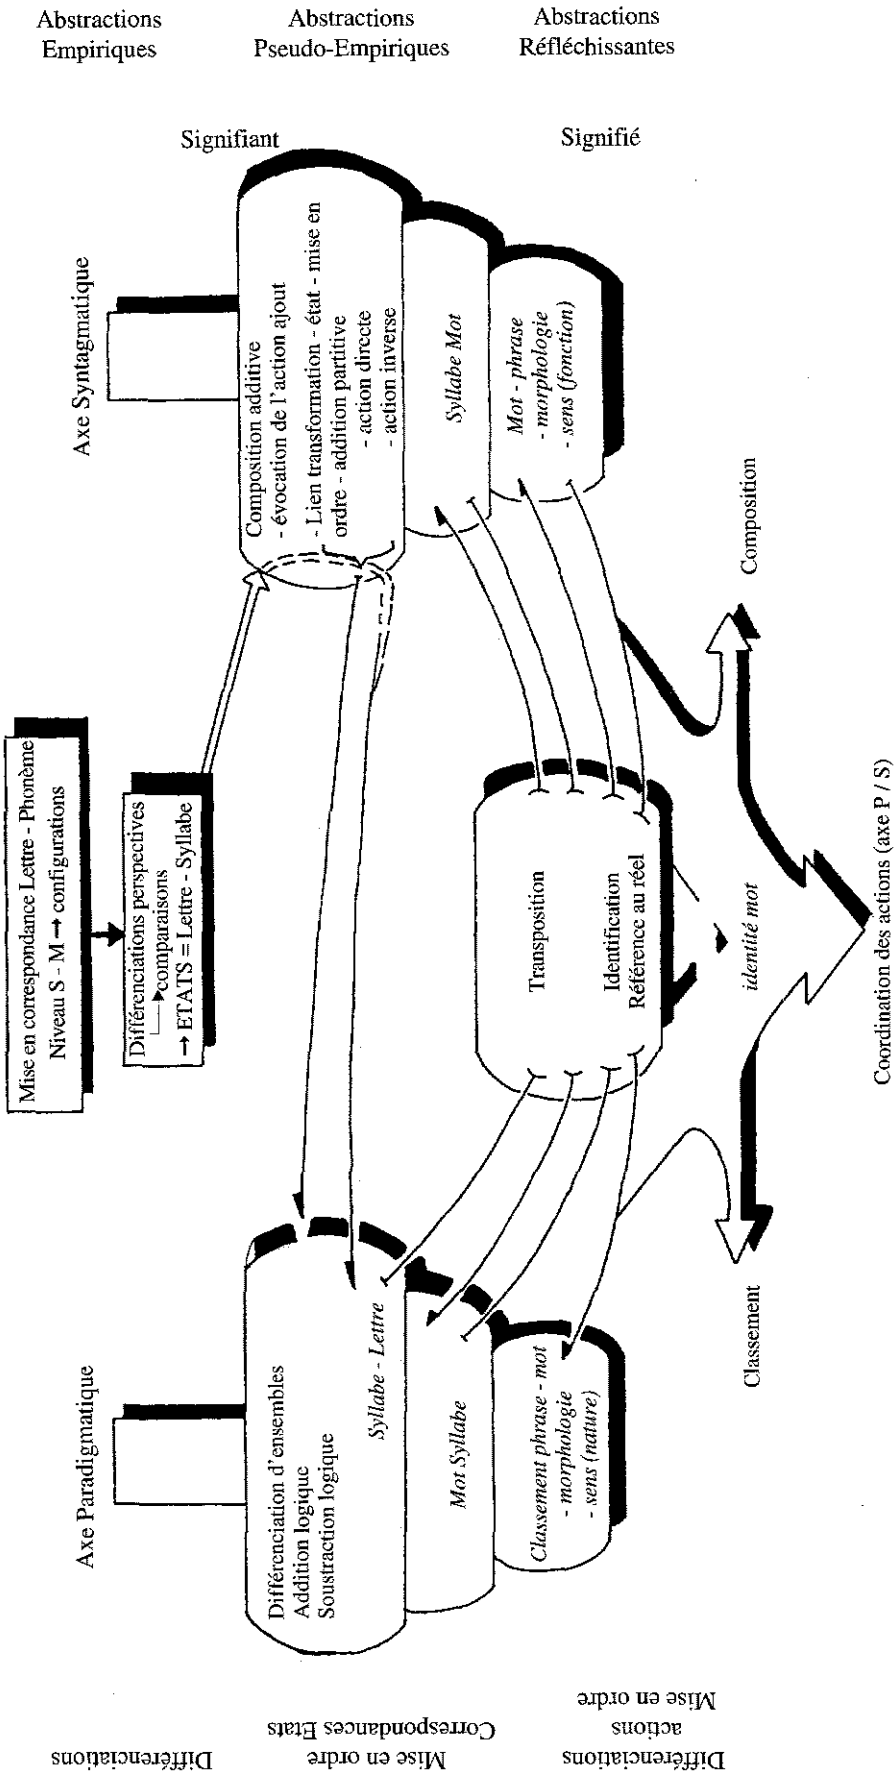 Abstractions
Empiriques
Abstractions
Pseudo-Empiriques
Abstractions
Réfléchissantes
Signifiant
Signifié
Axe Syntagmatique
Composition additive
- évocation de l'action ajout
- Lien transformation - état - mise en
ordre - addition partitive
- action directe
- action inverse
Syllabe Mot
Mot - phrase
- morphologie
- sens (fonction)
Mise en correspondance Lettre - Phonème
Niveau S - M → configurations
Différenciations perspectives
→ comparaisons
→ ETATS = Lettre - Syllabe
Transposition
Identification
Référence au réel
identité mot
Composition
Coordination des actions (axe P / S)
Classement
Axe Paradigmatique
Différenciation d'ensembles
Addition logique
Soustraction logique
Syllabe - Lettre
Mot Syllabe
Classement phrase - mot
- morphologie
- sens (nature)
Différenciations
Mise en ordre
Correspondances Etats
Différenciations
actions
Mise en ordre